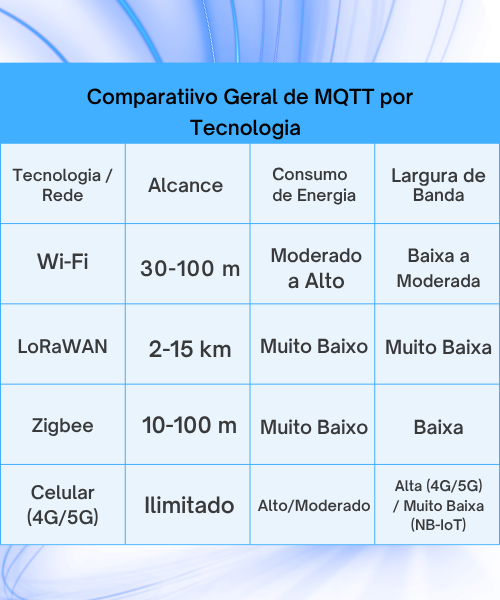 Comparatiivo Geral de MQTT por
Tecnologia
Tecnologia /
Rede
Alcance
Consumo
de Energia
Largura de
Banda
Wi-Fi
30-100 m
Moderado
a Alto
Baixa a
Moderada
LoRaWAN
2-15 km
Muito Baixo
Muito Baixa
Zigbee
10-100 m
Muito Baixo
Baixa
Celular
(4G/5G)
Ilimitado
Alto/Moderado
Alta (4G/5G)
/ Muito Baixa
(NB-IoT)